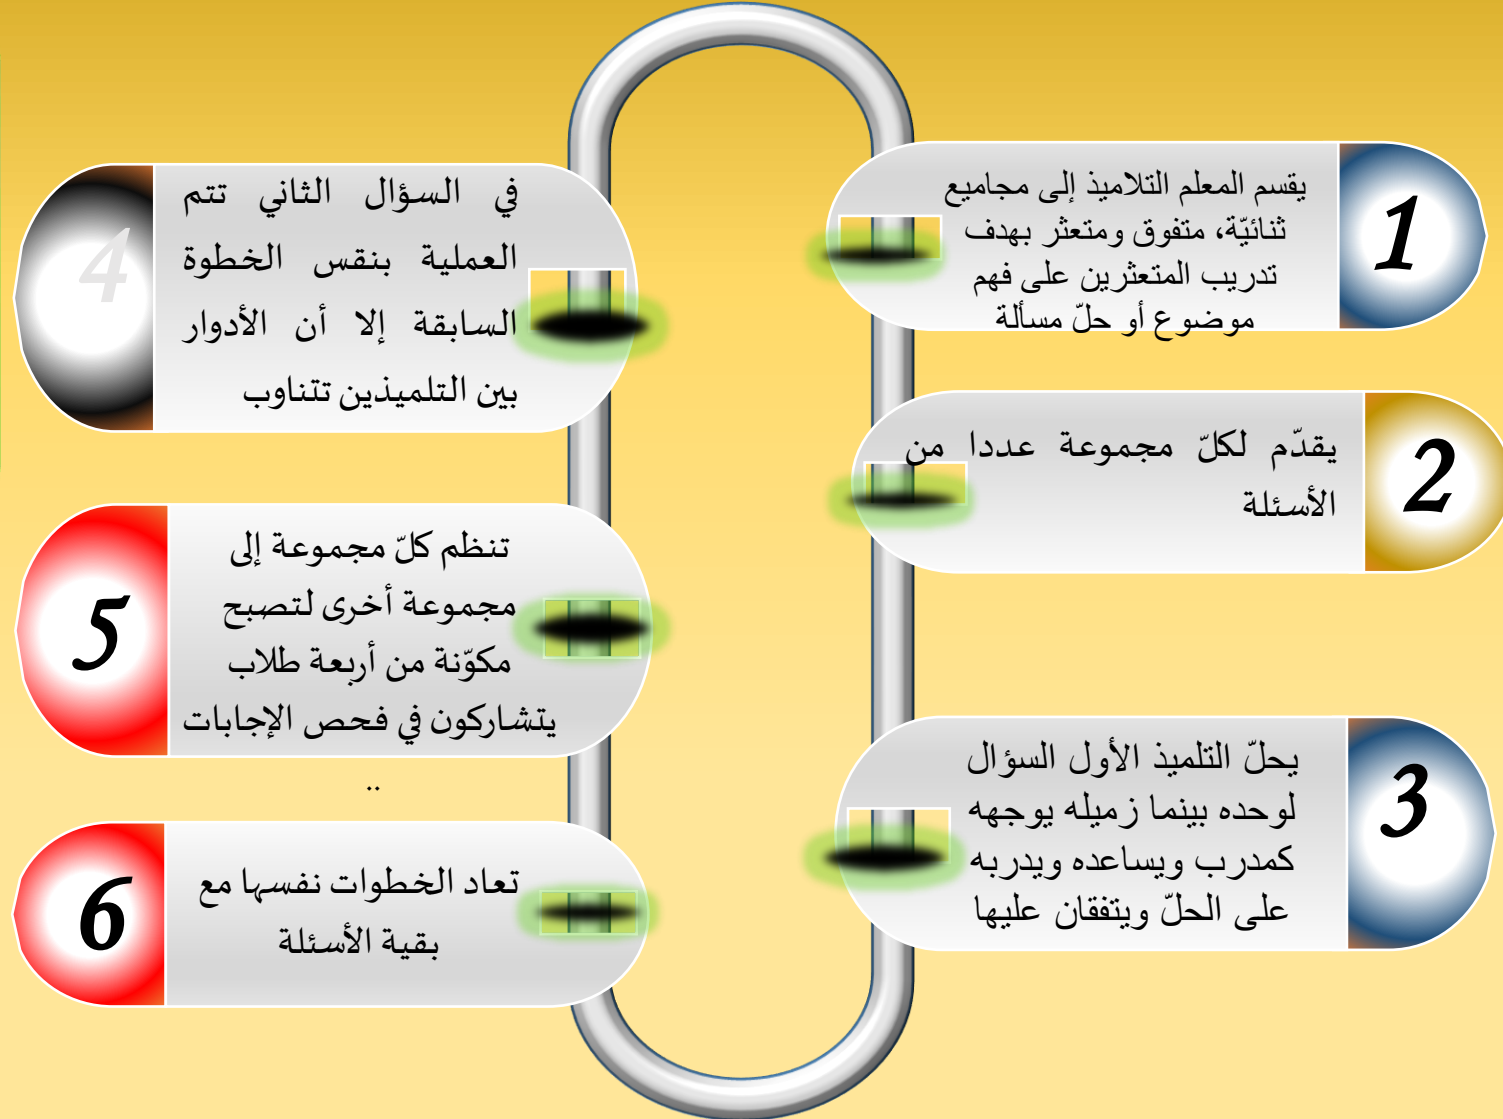 1
يقسم المعلم التلاميذ إلى مجاميع
ثنائيّة، متفوق ومتعثر بهدف
تدريب المتعثرين على فهم
موضوع أو حلّ مسألة
2
يقدّم لكلّ مجموعة عددا من
الأسئلة
3
يحلّ التلميذ الأول السؤال
لوحده بينما زميله يوجهه
كمدرب ويساعده ويدربه
على الحلّ ويتفقان عليها
4
في السؤال الثاني تتم
العملية بنقس الخطوة
السابقة إلا أن الأدوار
بين التلميذين تتناوب
5
تنظم كلّ مجموعة إلى
مجموعة أخرى لتصبح
مكوّنة من أربعة طلاب
يتشاركون في فحص الإجابات
..
6
تعاد الخطوات نفسها مع
بقية الأسئلة